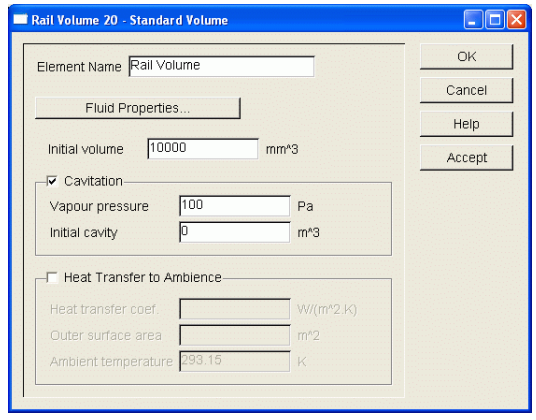 Rail Volume 20 - Standard Volume
Element Name Rail Volume
Fluid Properties...
Initial volume 10000 mm^3
Cavitation
Vapour pressure 100 Pa
Initial cavity 0 m^3
Heat Transfer to Ambience
Heat transfer coef. W/(m^2.K)
Outer surface area m^2
Ambient temperature 293.15 K
OK
Cancel
Help
Accept